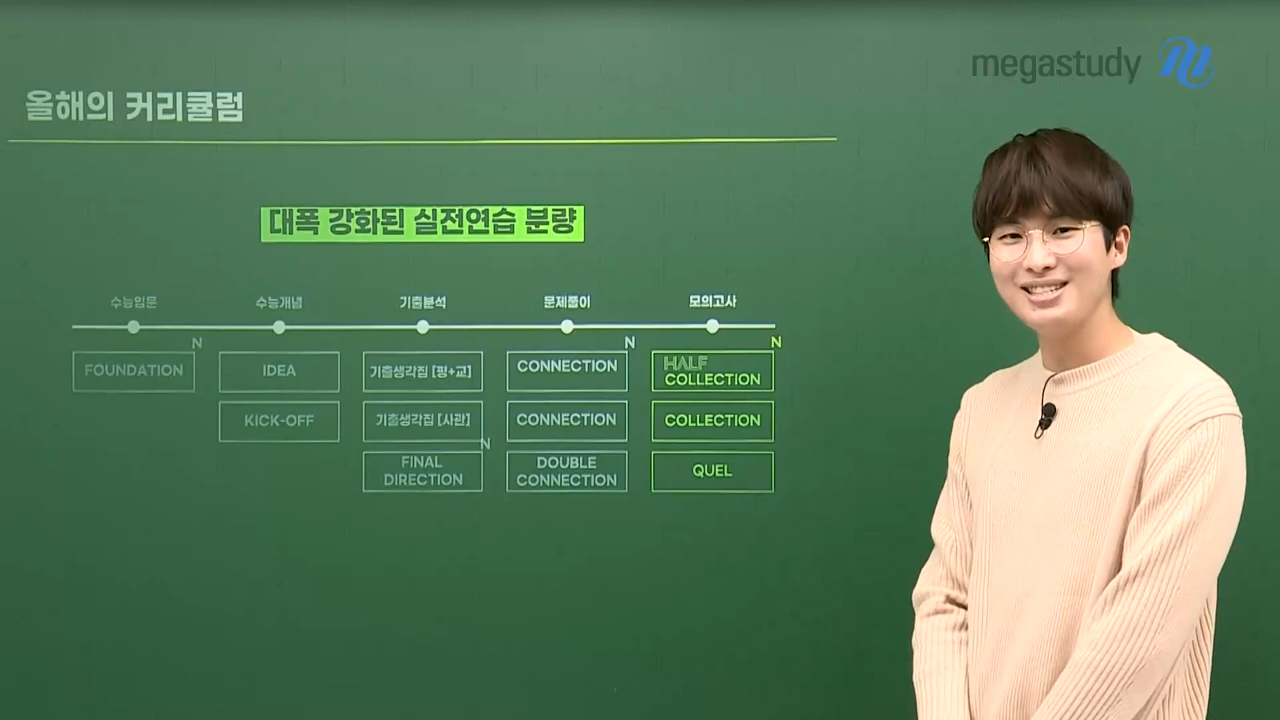 megastudy
올해의 커리큘럼
대폭 강화된 실전연습 분량
수능입문 수능개념 기출분석 문제풀이 모의고사
N N N
FOUNDATION IDEA 기출생각집 [평+교] CONNECTION HALF COLLECTION
KICK-OFF 기출생각집 [사관] CONNECTION COLLECTION
N
FINAL DIRECTION DOUBLE CONNECTION QUEL